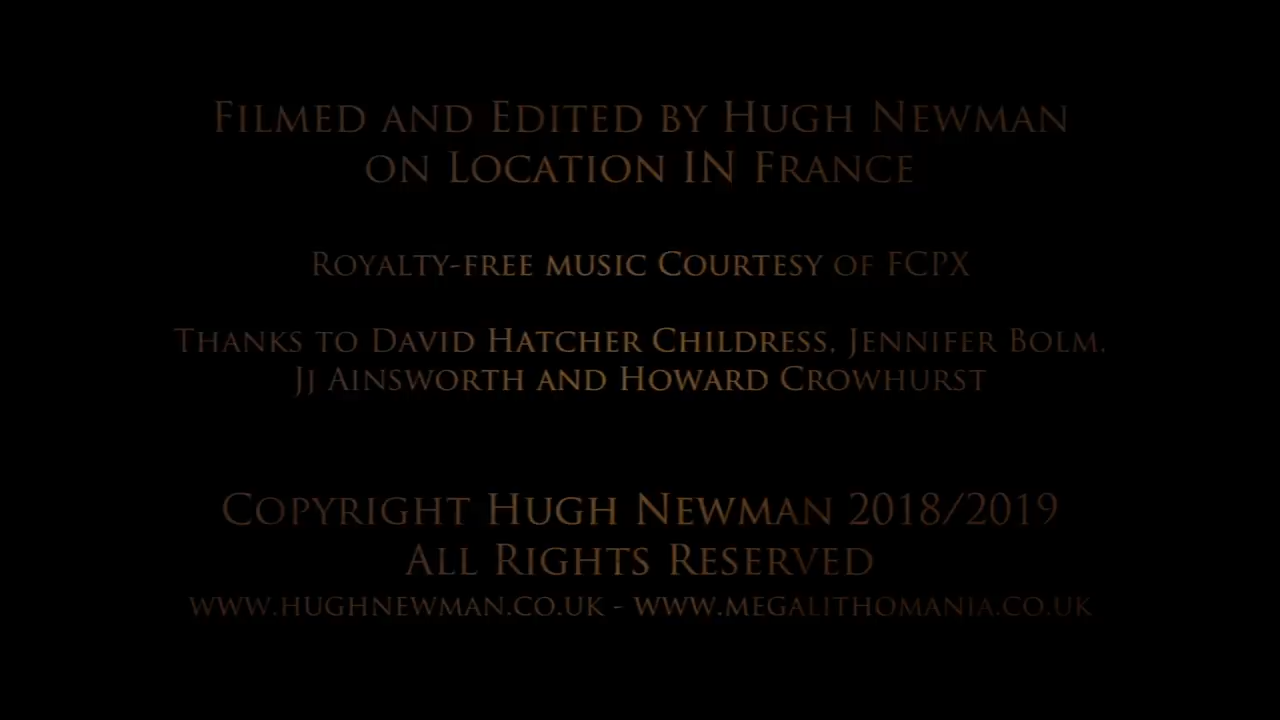 Filmed and Edited by Hugh Newman
on Location IN France
Royalty-free music Courtesy of FCPX
Thanks to David Hatcher Childress, Jennifer Bolm,
Jj Ainsworth and Howard Crowhurst
Copyright Hugh Newman 2018/2019
All Rights Reserved
www.hughnewman.co.uk - www.megalithomania.co.uk